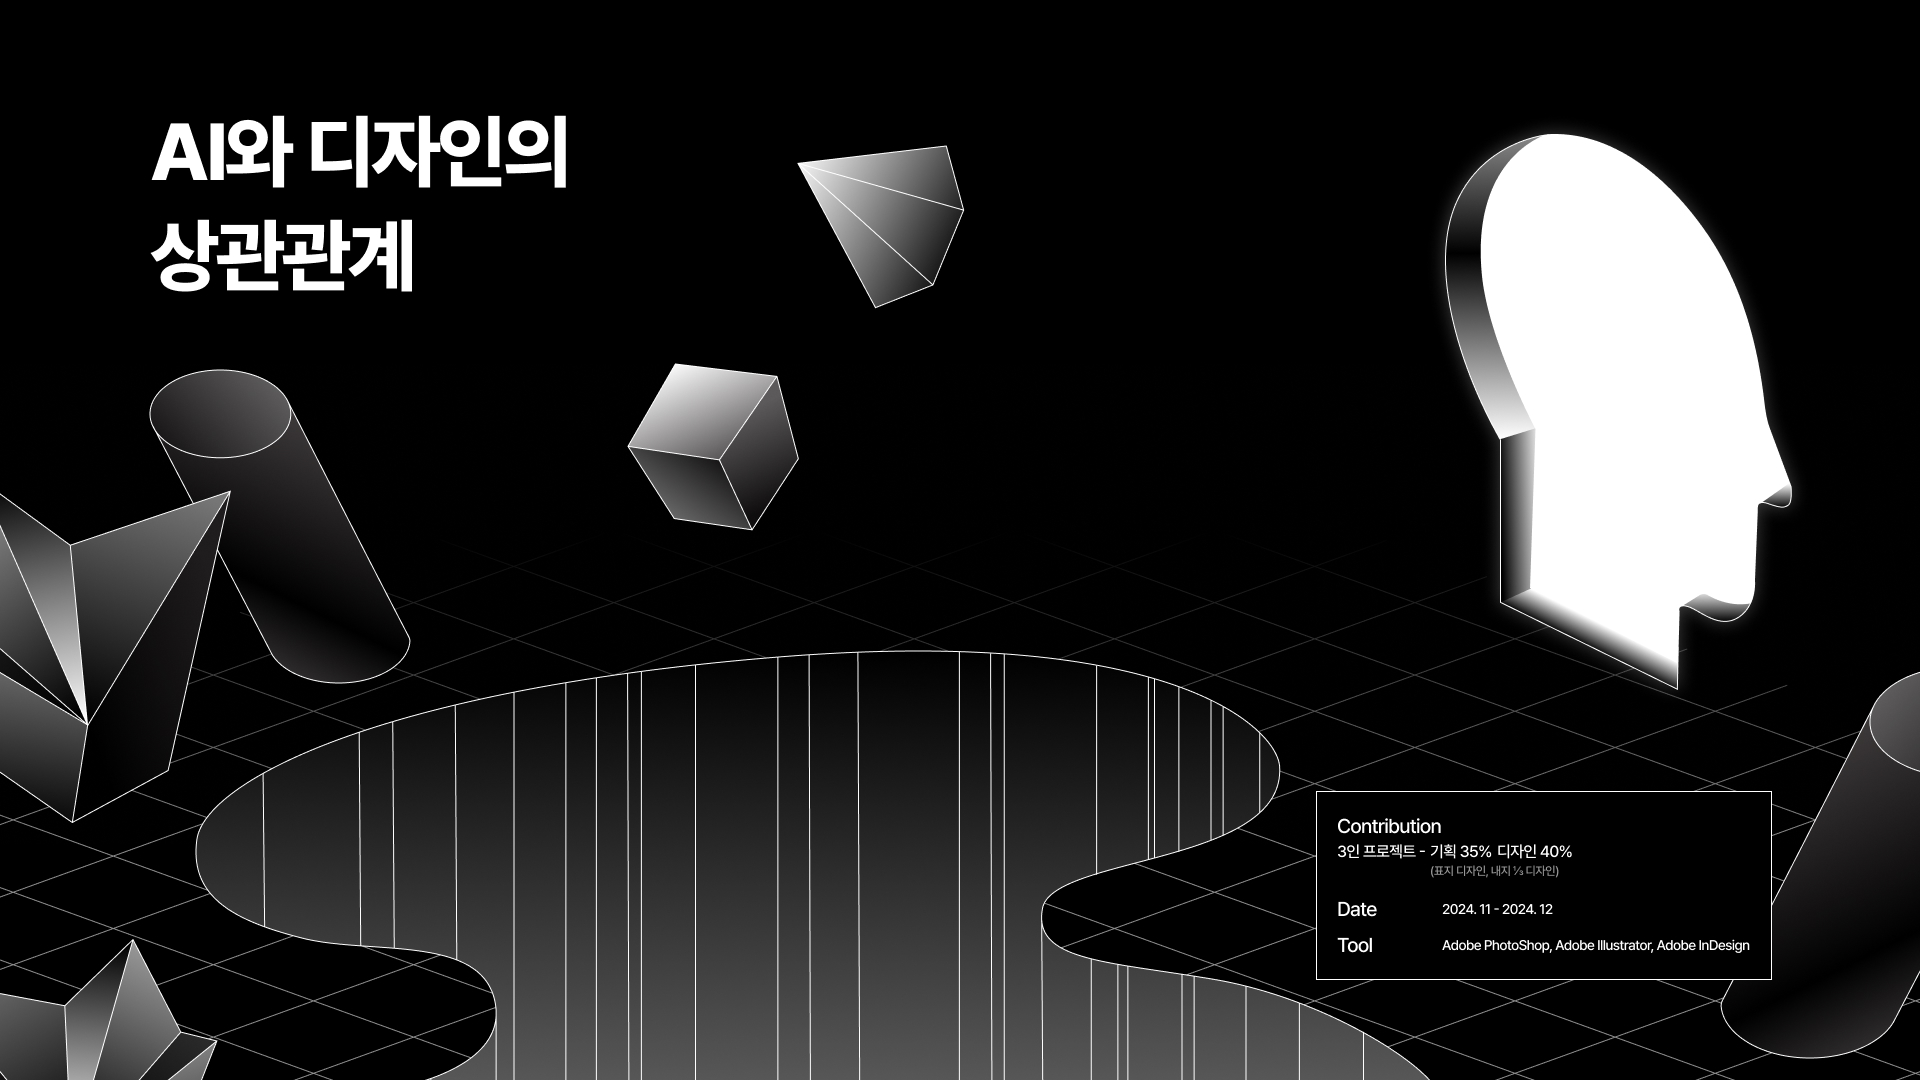 AI와 디자인의
상관관계
Contribution
3인 프로젝트 - 기획 35% 디자인 40%
(표지 디자인, 내지 ⅓ 디자인)
Date 2024. 11 - 2024. 12
Tool Adobe PhotoShop, Adobe Illustrator, Adobe InDesign